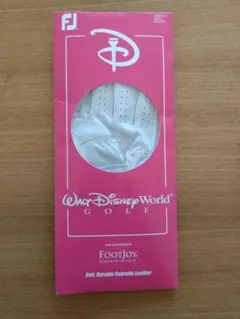 FJ
D
Walt Disney World®
GOLF
FOOTJOY
Soft, Durable Cabretta Leather